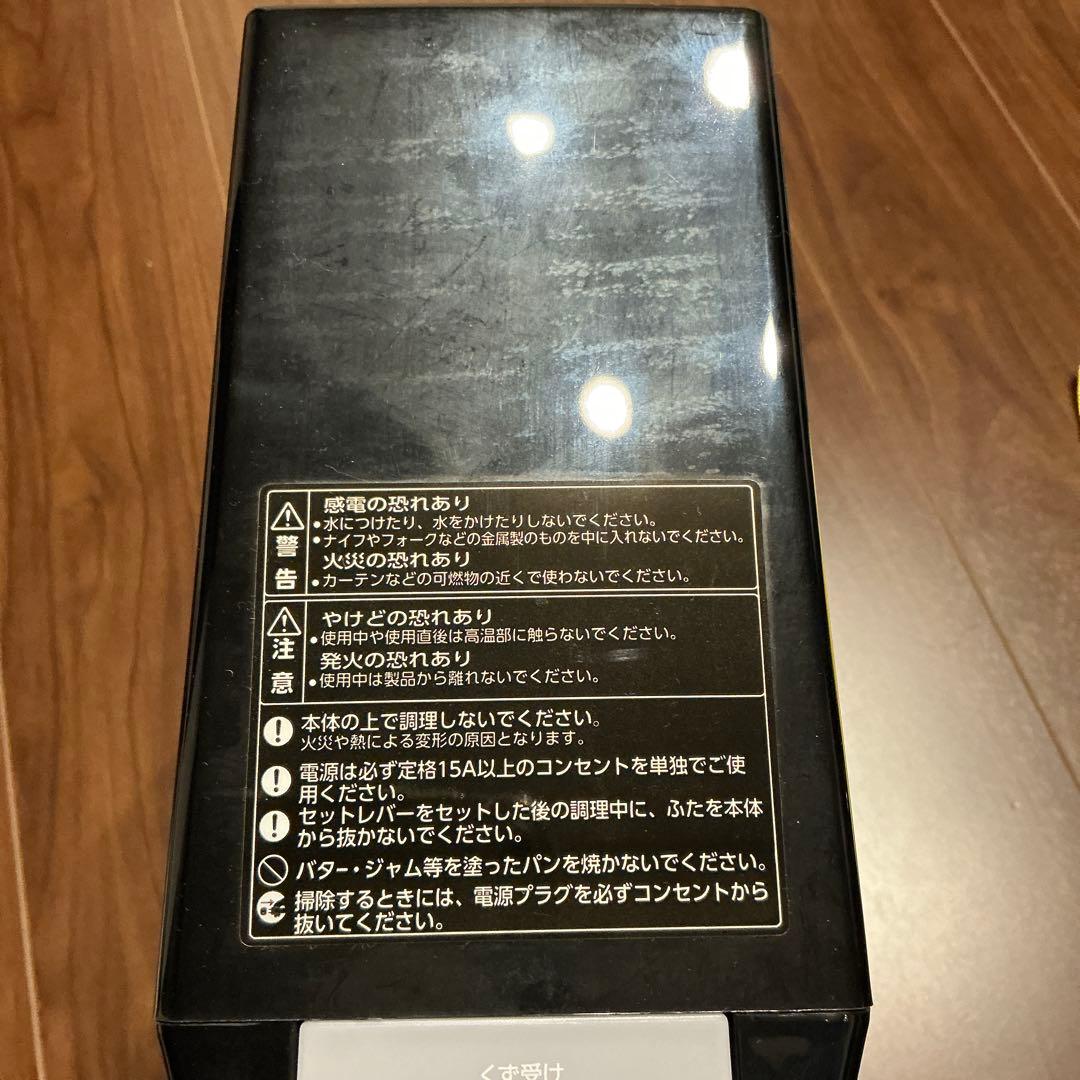 警告
感電の恐れあり
●水につけたり、水をかけたりしないでください。
●ナイフやフォークなどの金属製のものを中に入れないでください。
火災の恐れあり
●カーテンなどの可燃物の近くで使わないでください。
注意
やけどの恐れあり
●使用中や使用直後は高温部に触らないでください。
発火の恐れあり
●使用中は製品から離れないでください。
本体の上で調理しないでください。
火災や熱による変形の原因となります。
電源は必ず定格15A以上のコンセントを単独でご使
用ください。
セットレバーをセットした後の調理中に、ふたを本体
から抜かないでください。
バター・ジャム等を塗ったパンを焼かないでください。
掃除するときには、電源プラグを必ずコンセントから
抜いてください。
くず受け